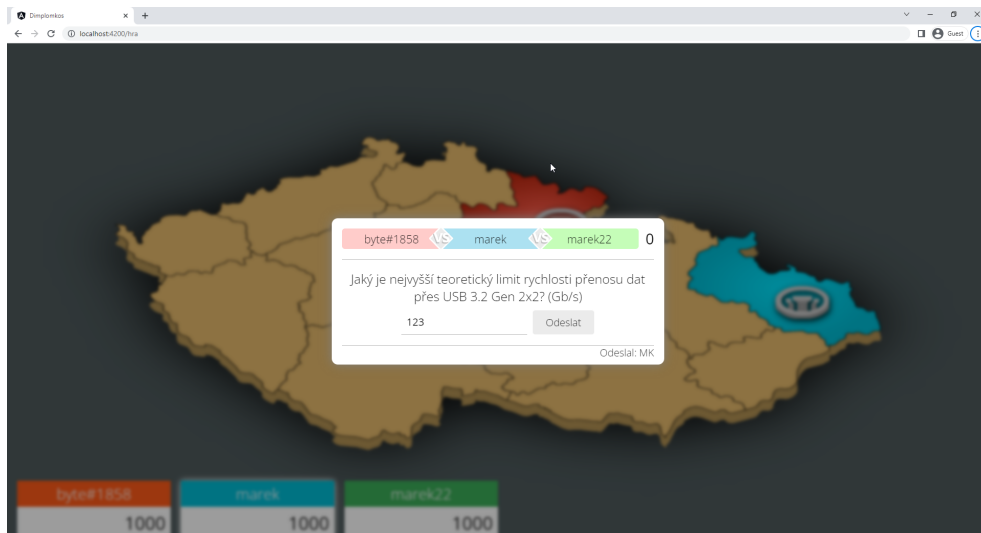 Dimplomkos
localhost:4200/hra
Guest
byte#1858 VS marek VS marek22 0
Jaký je nejvyšší teoretický limit rychlosti přenosu dat
přes USB 3.2 Gen 2x2? (Gb/s)
123 Odeslat
Odeslal: MK
byte#1858 marek marek22
1000 1000 1000